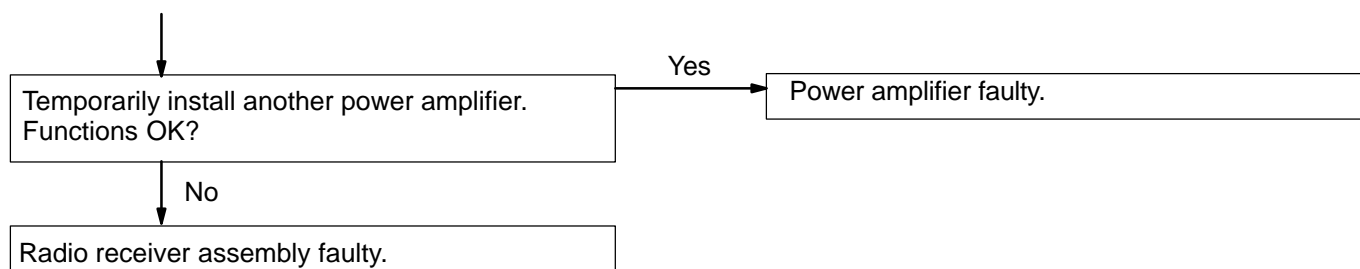 Yes
Temporarily install another power amplifier.
Functions OK?
Power amplifier faulty.
No
Radio receiver assembly faulty.